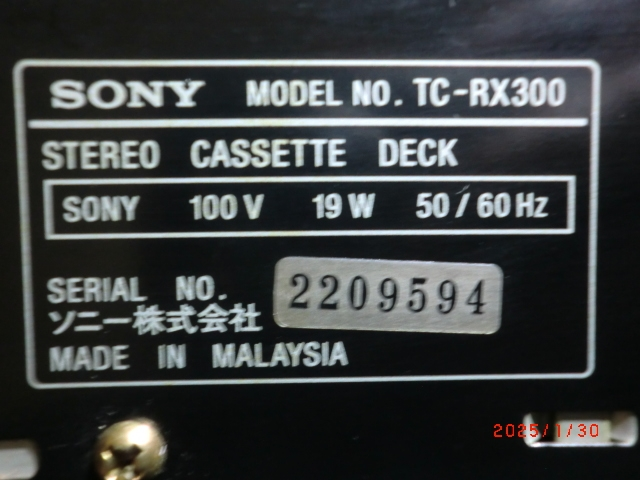 SONY MODEL NO. TC-RX300
STEREO CASSETTE DECK
SONY 100 V 19 W 50 / 60 Hz
SERIAL NO. 2209594
ソニー株式会社
MADE IN MALAYSIA
2025/1/30